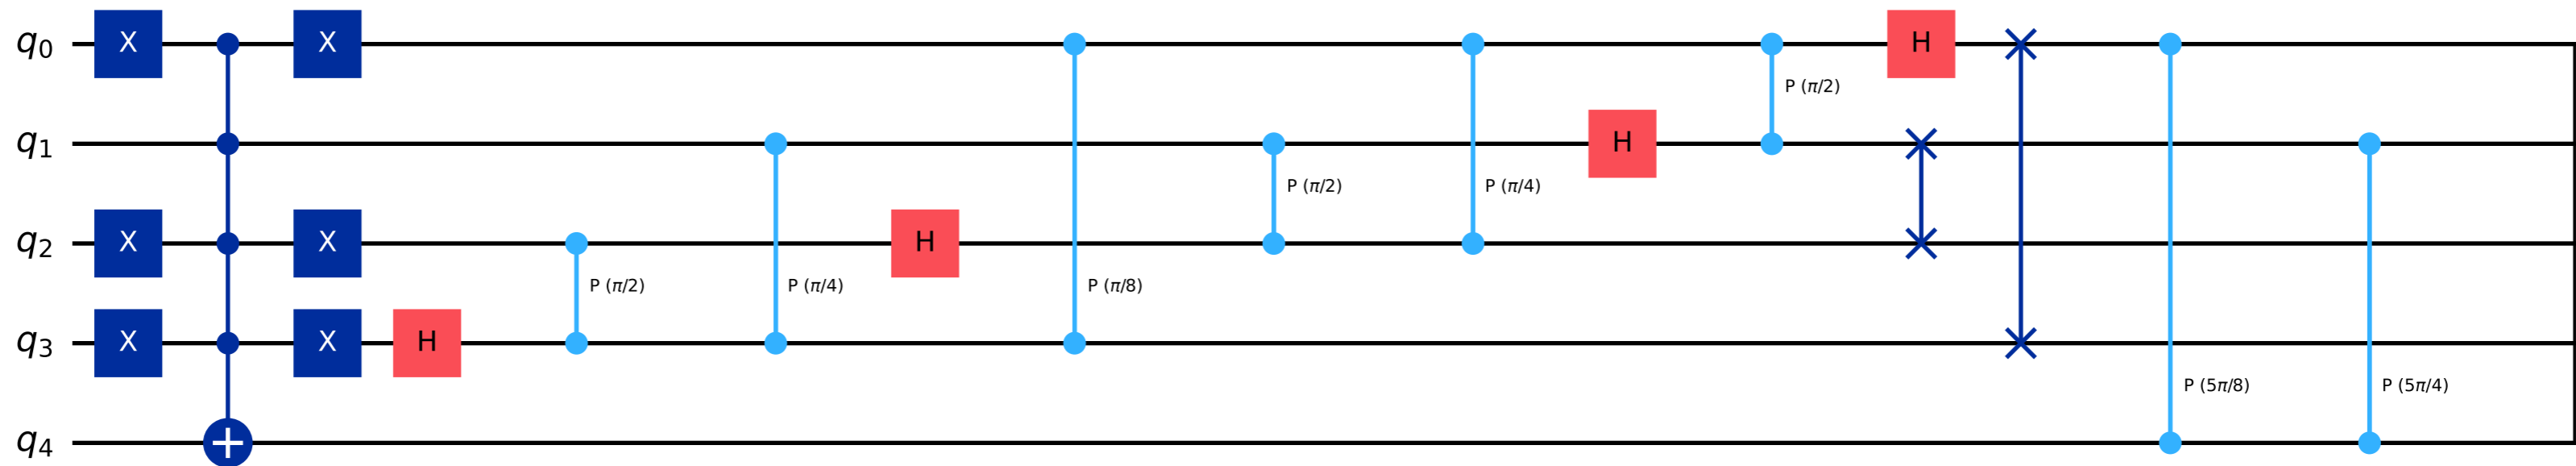 q0 X X H
P (π/2)
q1 H
P (π/2) P (π/4)
q2 X X H
P (π/2) P (π/4) P (π/8)
q3 X X H
P (5π/8) P (5π/4)
q4